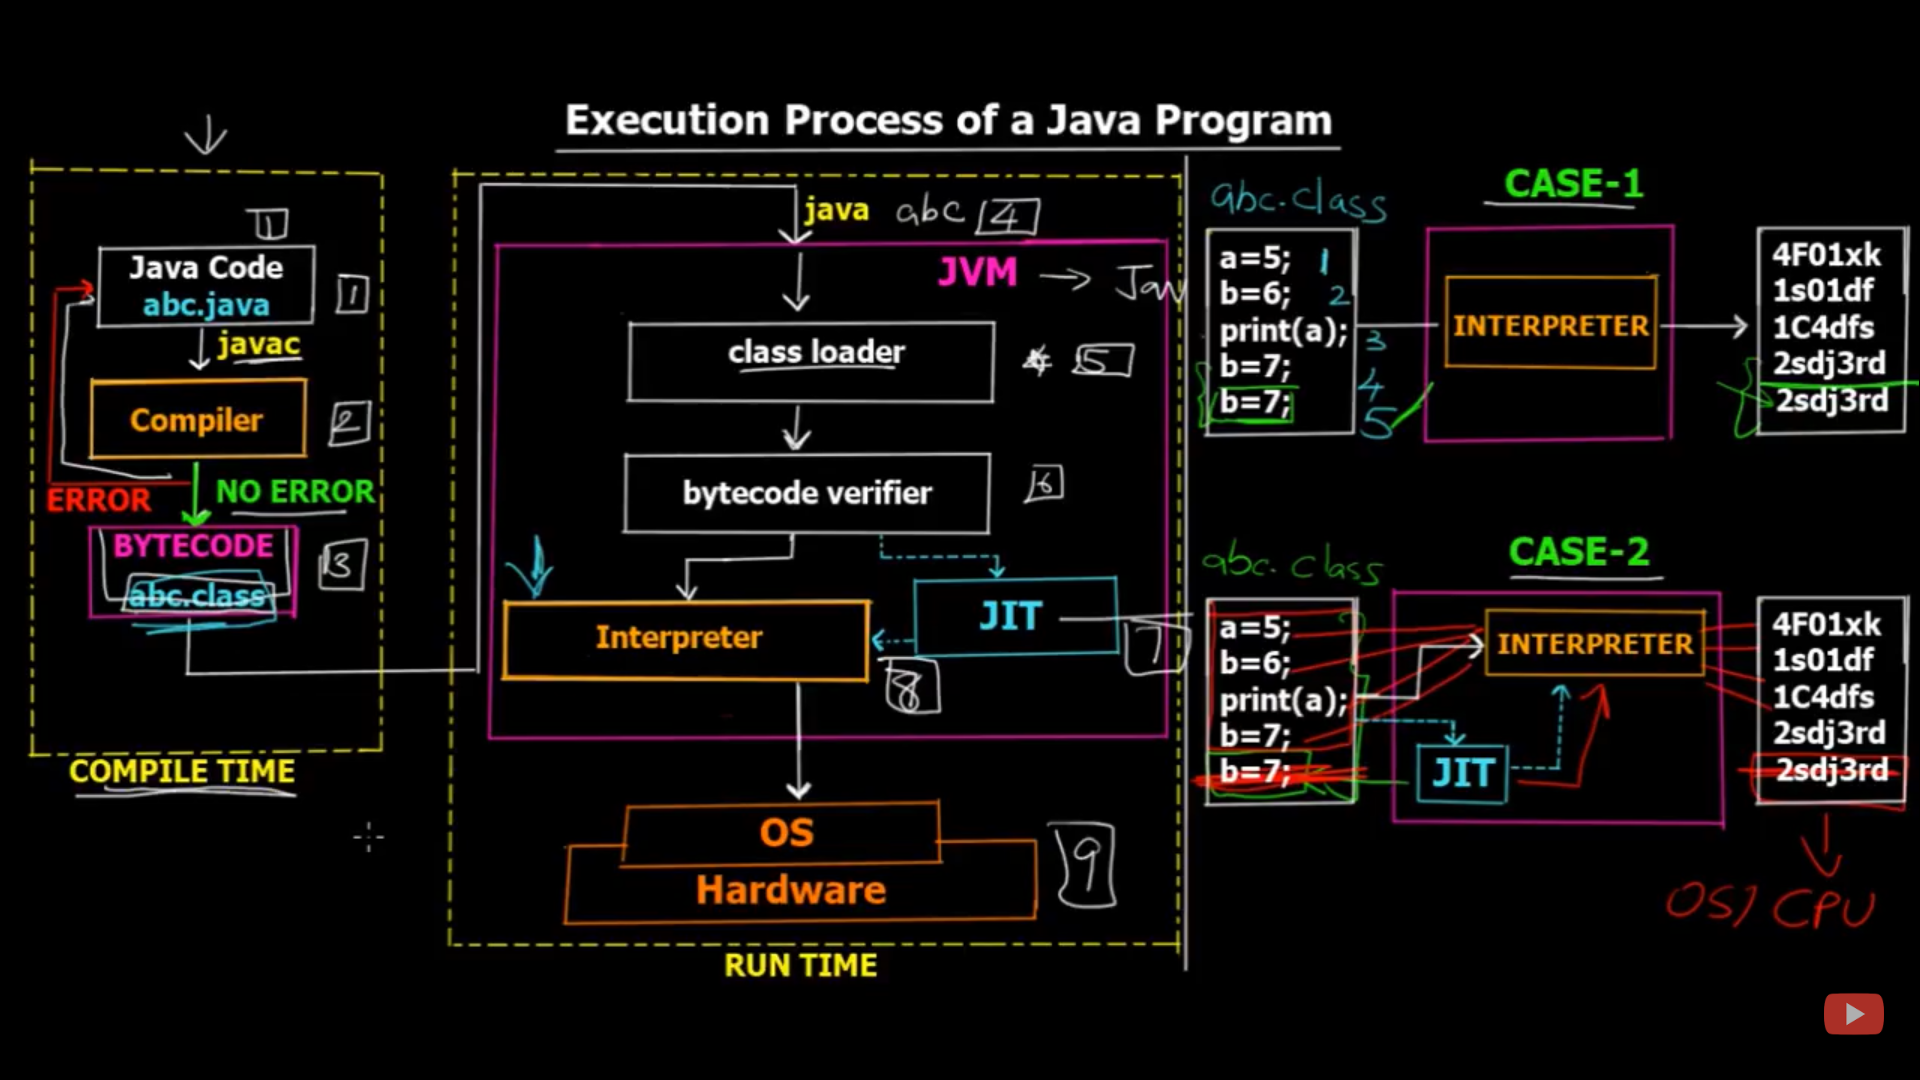 Execution Process of a Java Program
1
Java Code
abc.java
1
javac
Compiler
2
ERROR
NO ERROR
BYTECODE
abc.class
3
COMPILE TIME
java abc 4
JVM → Jav
class loader
5
bytecode verifier
6
Interpreter
JIT
7
8
OS
Hardware
9
RUN TIME
CASE-1
abc.class
a=5; 1
b=6; 2
print(a); 3
b=7; 4
b=7; 5
INTERPRETER
4F01xk
1s01df
1C4dfs
2sdj3rd
2sdj3rd
CASE-2
abc.class
a=5;
b=6;
print(a);
b=7;
b=7;
INTERPRETER
JIT
4F01xk
1s01df
1C4dfs
2sdj3rd
2sdj3rd
OS/ CPU